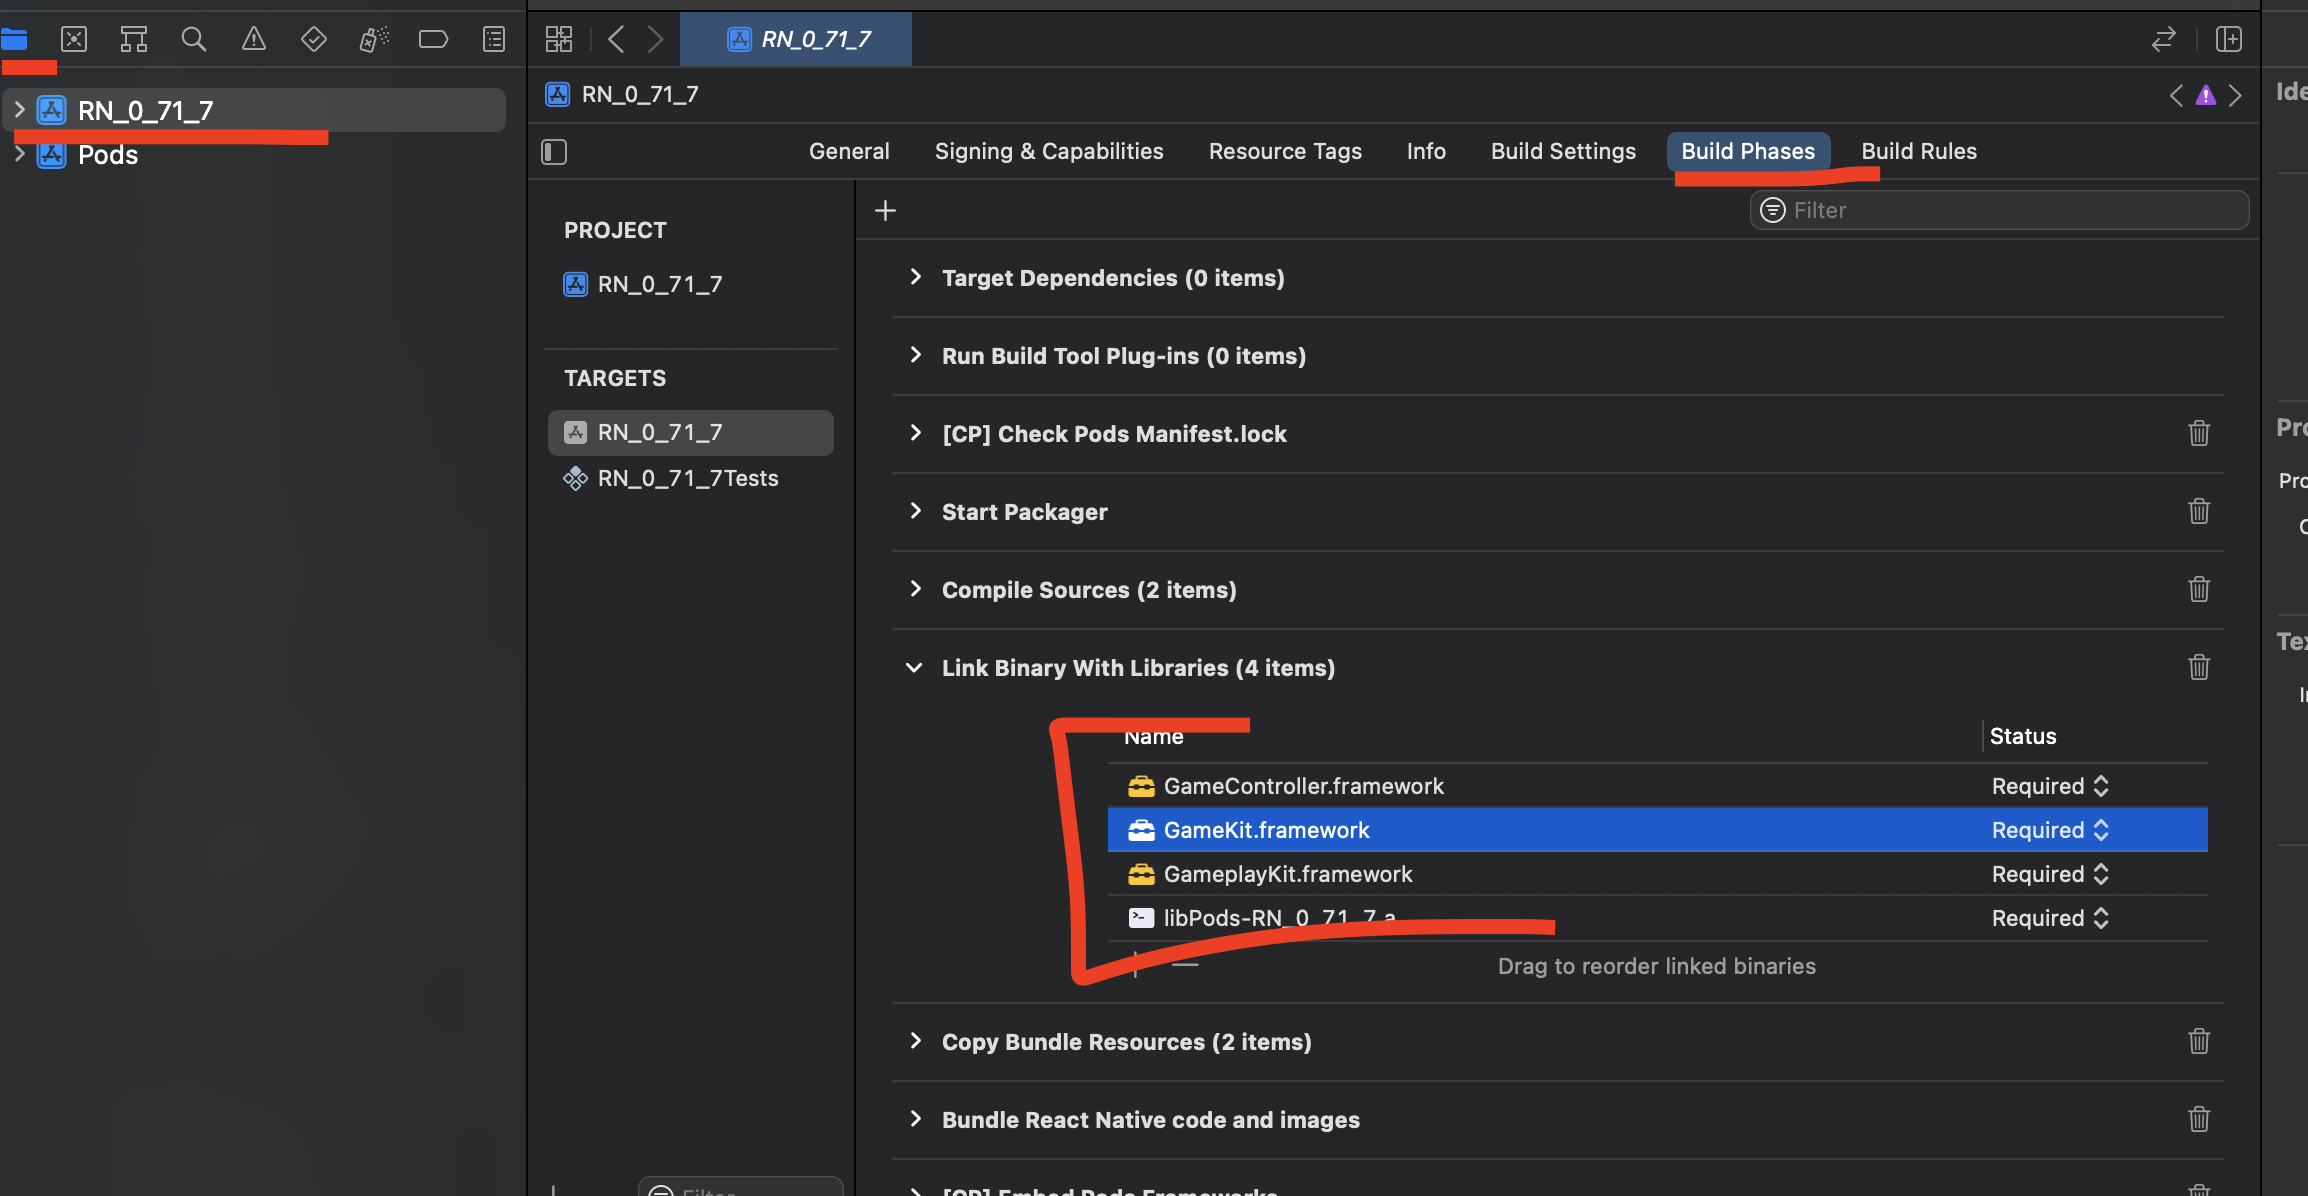 RN_0_71_7
RN_0_71_7
Pods
RN_0_71_7
General
Signing & Capabilities
Resource Tags
Info
Build Settings
Build Phases
Build Rules
Filter
PROJECT
RN_0_71_7
TARGETS
RN_0_71_7
RN_0_71_7Tests
Target Dependencies (0 items)
Run Build Tool Plug-ins (0 items)
[CP] Check Pods Manifest.lock
Start Packager
Compile Sources (2 items)
Link Binary With Libraries (4 items)
Name
Status
GameController.framework
Required
GameKit.framework
Required
GameplayKit.framework
Required
libPods-RN_0_71_7.a
Required
Drag to reorder linked binaries
Copy Bundle Resources (2 items)
Bundle React Native code and images
[CP] Embed Pods Frameworks
Filter
Ide
Pro
Pro
Tex